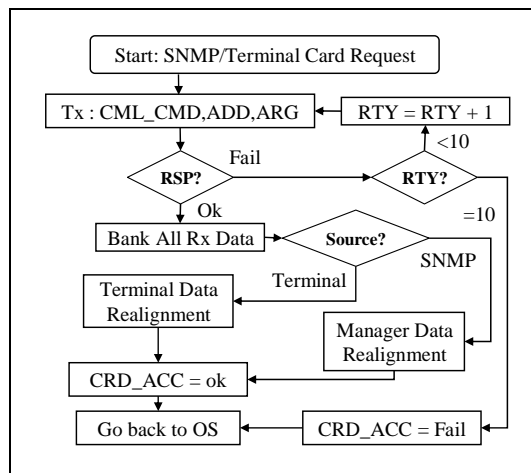 Start: SNMP/Terminal Card Request
Tx : CML_CMD,ADD,ARG
RTY = RTY + 1
Fail
<10
RSP?
RTY?
Ok
=10
Bank All Rx Data
Source?
SNMP
Terminal
Terminal Data
Realignment
Manager Data
Realignment
CRD_ACC = ok
Go back to OS
CRD_ACC = Fail